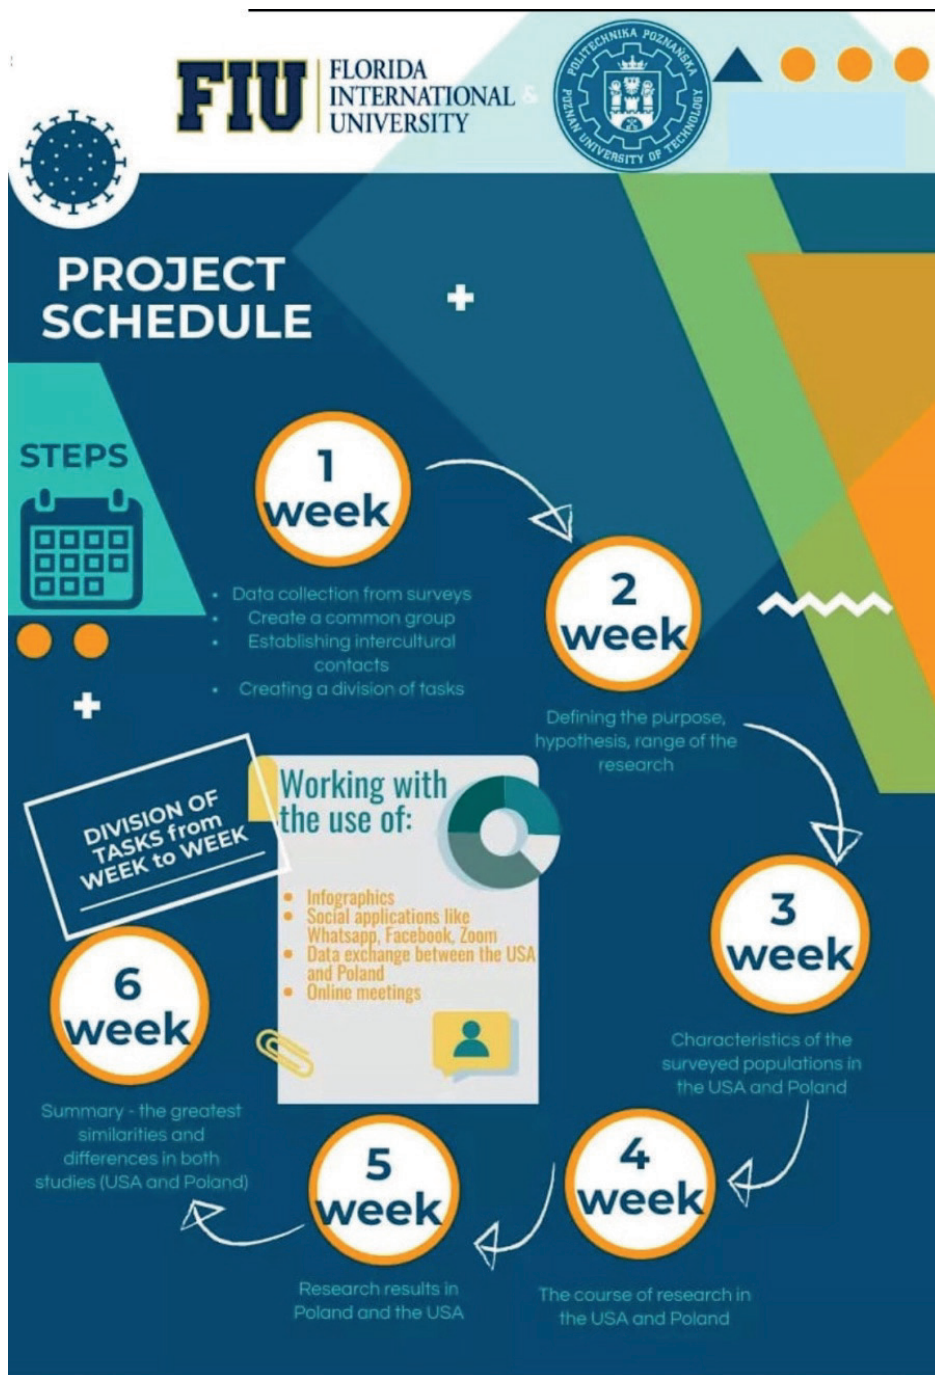 FIU
FLORIDA
INTERNATIONAL
UNIVERSITY
&
POLITECHNIKA POZNAŃSKA
POZNAN UNIVERSITY OF TECHNOLOGY
PROJECT
SCHEDULE
STEPS
1
week
• Data collection from surveys
• Create a common group
• Establishing intercultural
contacts
• Creating a division of tasks
2
week
Defining the purpose,
hypothesis, range of the
research
3
week
Characteristics of the
surveyed populations in
the USA and Poland
4
week
The course of research in
the USA and Poland
5
week
Research results in
Poland and the USA
6
week
Summary - the greatest
similarities and
differences in both
studies (USA and Poland)
DIVISION OF
TASKS from
WEEK to WEEK
Working with
the use of:
• Infographics
• Social applications like
Whatsapp, Facebook, Zoom
• Data exchange between the USA
and Poland
• Online meetings